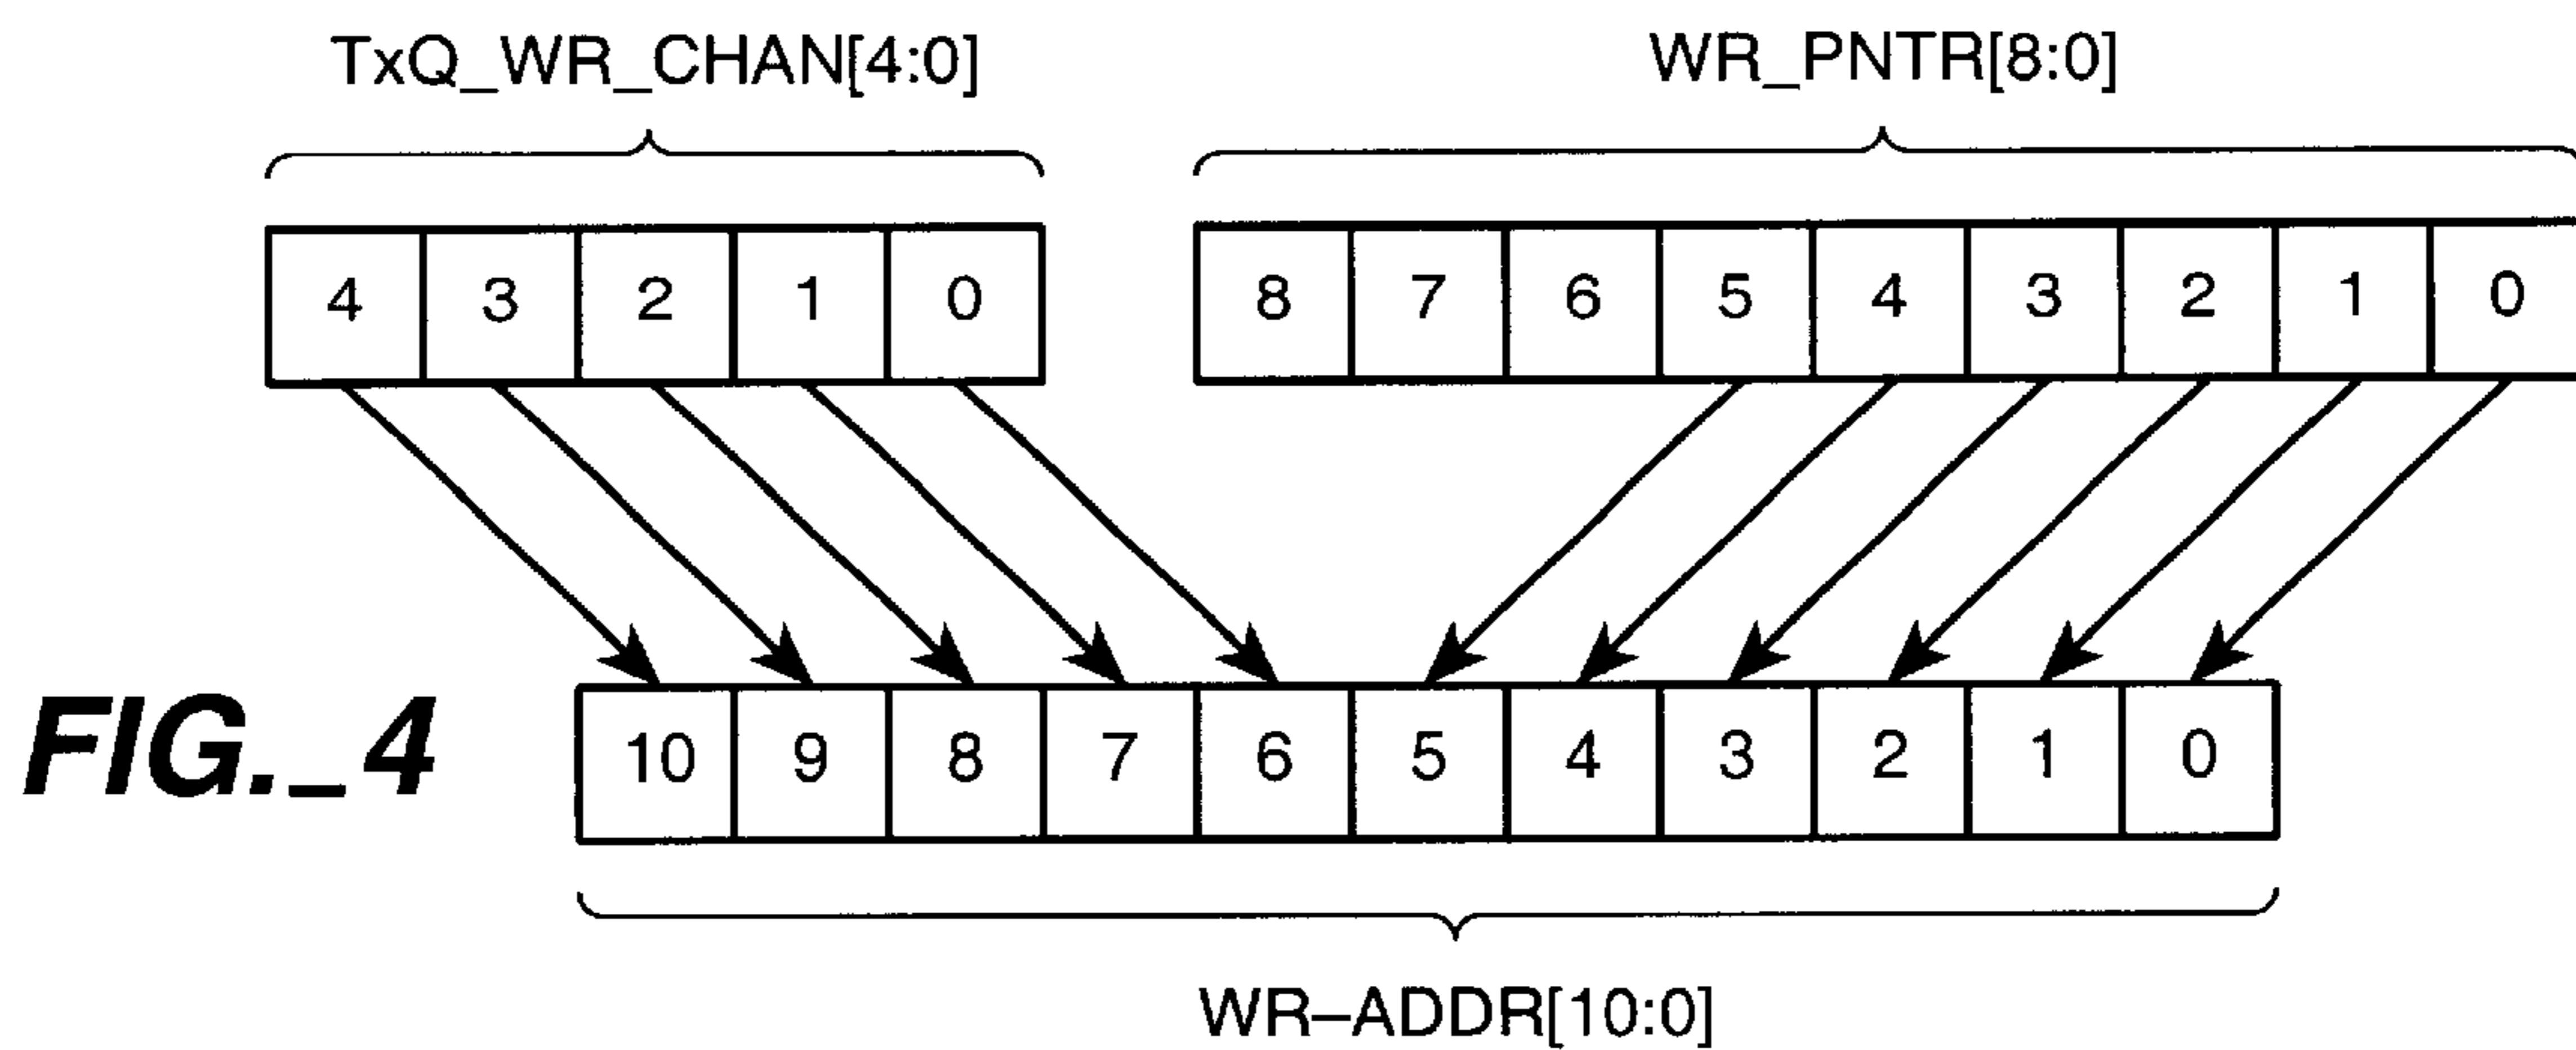 TxQ_WR_CHAN[4:0] WR_PNTR[8:0]
4 3 2 1 0 8 7 6 5 4 3 2 1 0
FIG._4 10 9 8 7 6 5 4 3 2 1 0
WR–ADDR[10:0]